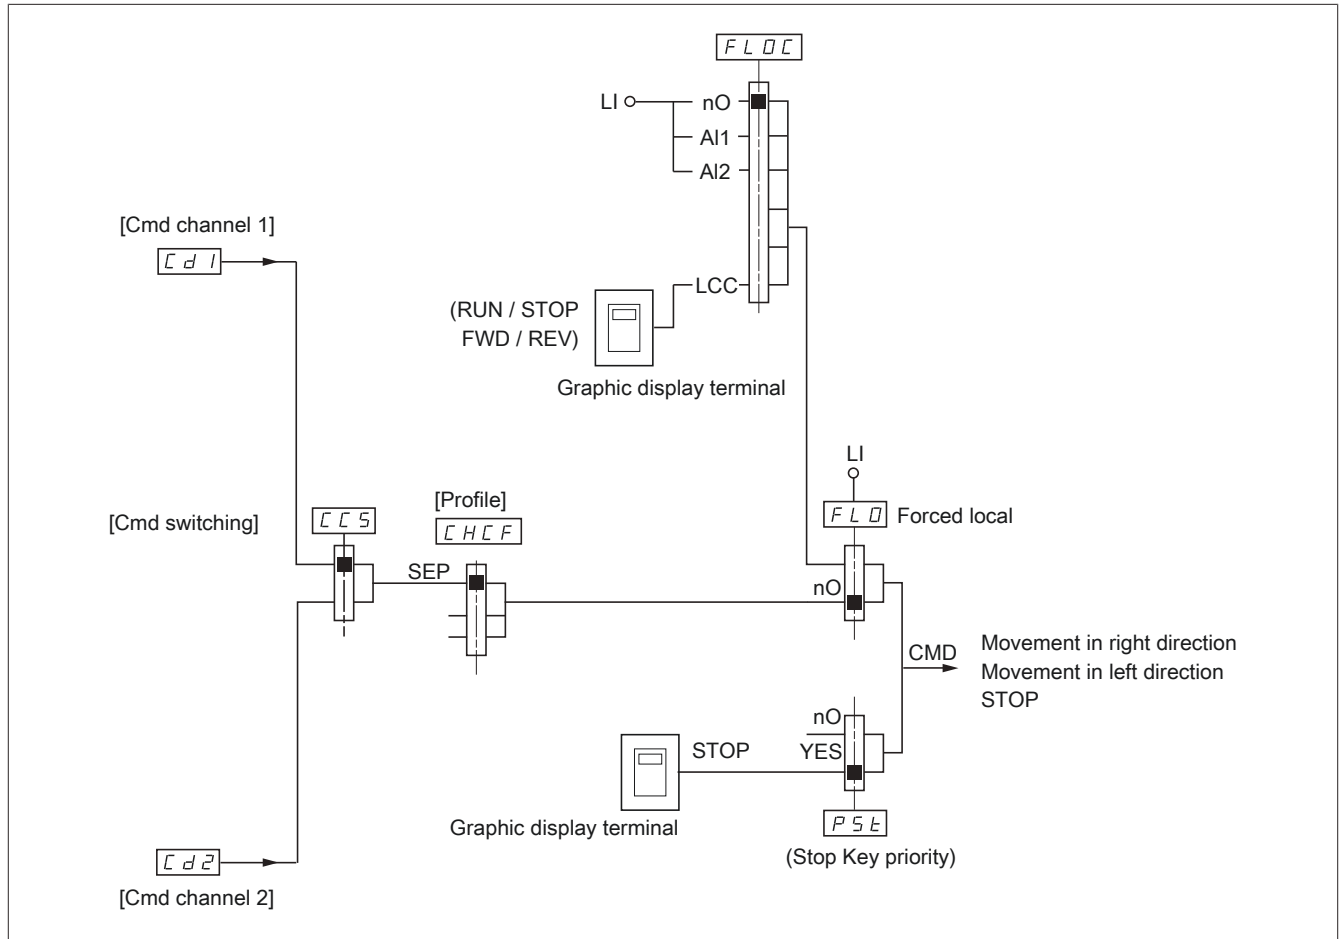 FLOC
LI
nO
AI1
AI2
[Cmd channel 1]
Cd1
LCC
(RUN / STOP
FWD / REV)
Graphic display terminal
LI
[Profile]
[Cmd switching]
CCS
CHCF
FLO
Forced local
SEP
nO
CMD
Movement in right direction
Movement in left direction
STOP
nO
STOP
YES
Graphic display terminal
PSt
(Stop Key priority)
Cd2
[Cmd channel 2]